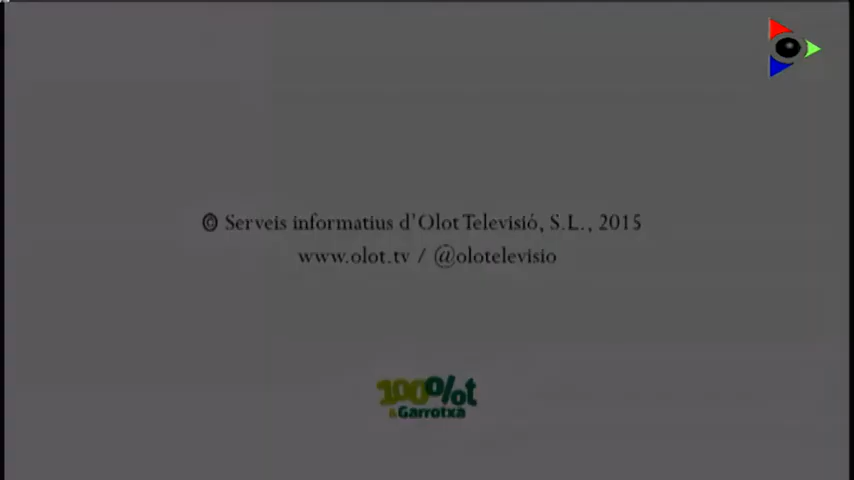 © Serveis informatius d'Olot Televisió, S.L., 2015
www.olot.tv / @olotelevisio
100%lot
&Garrotxa